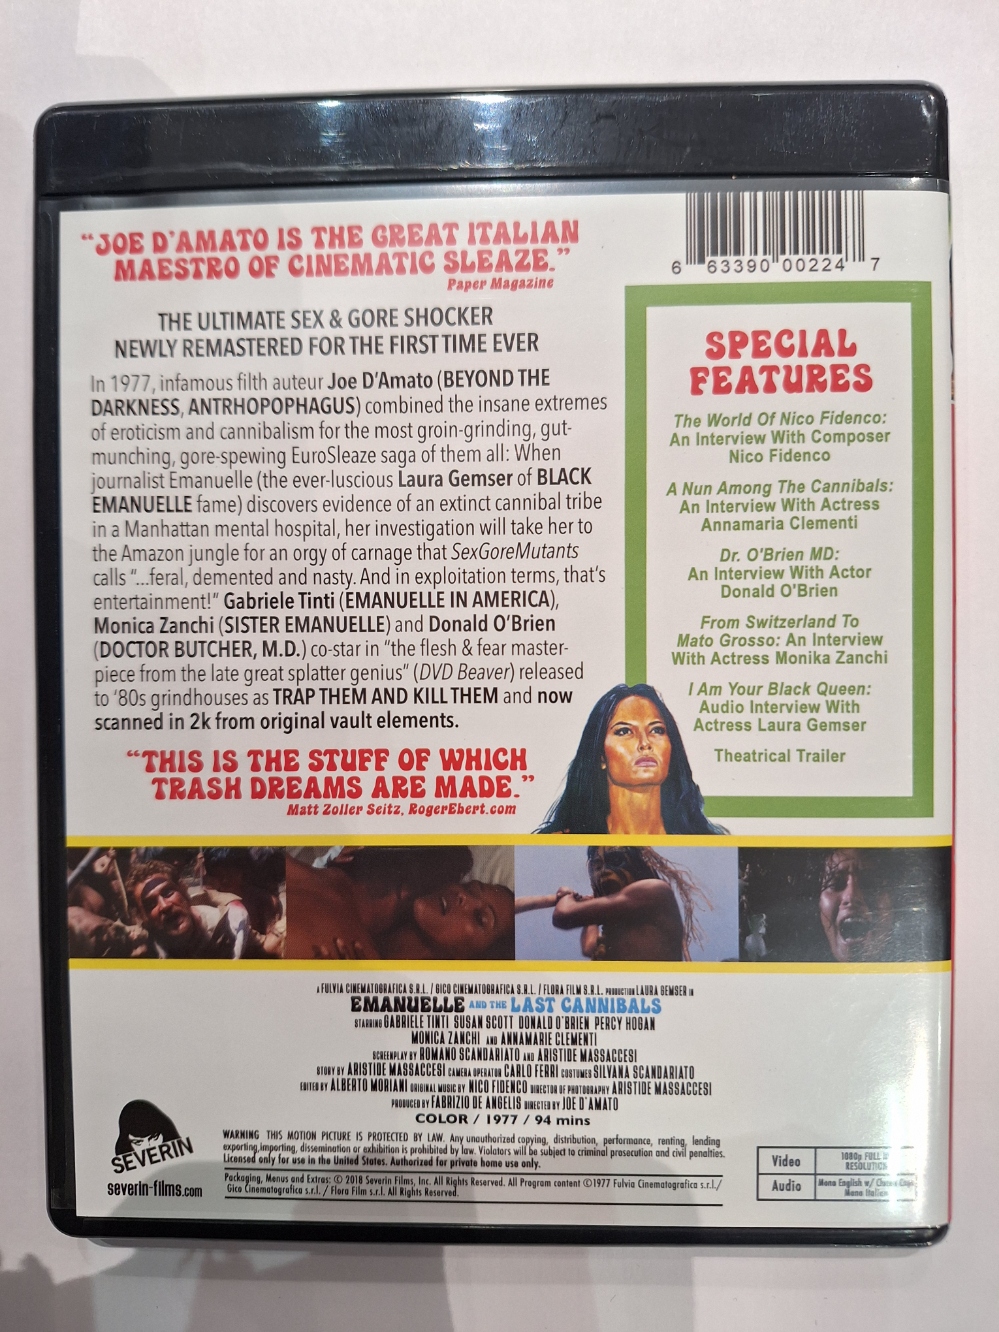 “JOE D’AMATO IS THE GREAT ITALIAN
MAESTRO OF CINEMATIC SLEAZE.”
Paper Magazine
THE ULTIMATE SEX & GORE SHOCKER
NEWLY REMASTERED FOR THE FIRST TIME EVER
In 1977, infamous filth auteur Joe D’Amato (BEYOND THE
DARKNESS, ANTRHOPOPHAGUS) combined the insane extremes
of eroticism and cannibalism for the most groin-grinding, gut-
munching, gore-spewing EuroSleaze saga of them all: When
journalist Emanuelle (the ever-luscious Laura Gemser of BLACK
EMANUELLE fame) discovers evidence of an extinct cannibal tribe
in a Manhattan mental hospital, her investigation will take her to
the Amazon jungle for an orgy of carnage that SexGoreMutants
calls “...feral, demented and nasty. And in exploitation terms, that’s
entertainment!” Gabriele Tinti (EMANUELLE IN AMERICA),
Monica Zanchi (SISTER EMANUELLE) and Donald O’Brien
(DOCTOR BUTCHER, M.D.) co-star in “the flesh & fear master-
piece from the late great splatter genius” (DVD Beaver) released
to ‘80s grindhouses as TRAP THEM AND KILL THEM and now
scanned in 2k from original vault elements.
“THIS IS THE STUFF OF WHICH
TRASH DREAMS ARE MADE.”
Matt Zoller Seitz, RogerEbert.com
6 63390 00224 7
SPECIAL
FEATURES
The World Of Nico Fidenco:
An Interview With Composer
Nico Fidenco
A Nun Among The Cannibals:
An Interview With Actress
Annamaria Clementi
Dr. O'Brien MD:
An Interview With Actor
Donald O'Brien
From Switzerland To
Mato Grosso: An Interview
With Actress Monika Zanchi
I Am Your Black Queen:
Audio Interview With
Actress Laura Gemser
Theatrical Trailer
A FULVIA CINEMATOGRAFICA S.R.L. / GICO CINEMATOGRAFICA S.R.L. / FLORA FILM S.R.L. PRODUCTION LAURA GEMSER IN
EMANUELLE AND THE LAST CANNIBALS
STARRING GABRIELE TINTI SUSAN SCOTT DONALD O'BRIEN PERCY HOGAN
MONICA ZANCHI AND ANNAMARIE CLEMENTI
SCREENPLAY BY ROMANO SCANDARIATO AND ARISTIDE MASSACCESI
STORY BY ARISTIDE MASSACCESI CAMERA OPERATOR CARLO FERRI COSTUMES SILVANA SCANDARIATO
EDITED BY ALBERTO MORIANI ORIGINAL MUSIC BY NICO FIDENCO DIRECTOR OF PHOTOGRAPHY ARISTIDE MASSACCESI
PRODUCED BY FABRIZIO DE ANGELIS DIRECTED BY JOE D'AMATO
COLOR / 1977 / 94 mins
SEVERIN
severin-films.com
WARNING THIS MOTION PICTURE IS PROTECTED BY LAW. Any unauthorized copying, distribution, performance, renting, lending
exporting,importing, dissemination or exhibition is prohibited by law. Violators will be subject to criminal prosecution and civil penalties.
Licensed only for use in the United States. Authorized for private home use only.
Packaging, Menus and Extras: © 2018 Severin Films, Inc. All Rights Reserved. All Program content ©1977 Fulvia Cinematografica s.r.l./
Gico Cinematografica s.r.l. / Flora Film s.r.l. All Rights Reserved.
Video
1080p FULL
RESOLUTION
Audio
Mono English w/
Mono Italian